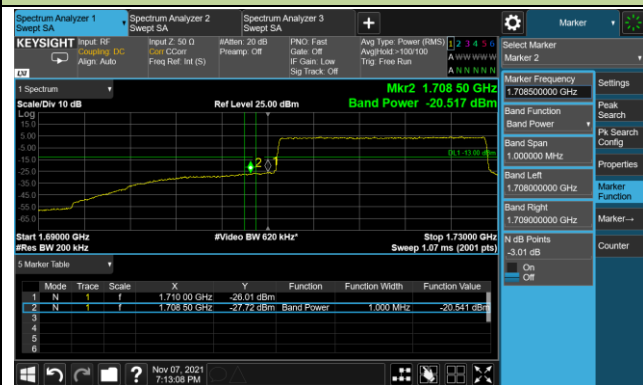 Spectrum Analyzer 1
Swept SA
Spectrum Analyzer 2
Swept SA
Spectrum Analyzer 3
Swept SA
Marker
KEYSIGHT
Input: RF
Coupling: DC
Align: Auto
Input Z: 50 Ω
Corr CCorr
Freq Ref: Int (S)
#Atten: 20 dB
Preamp: Off
PNO: Fast
Gate: Off
IF Gain: Low
Sig Track: Off
Avg Type: Power (RMS)
Avg|Hold:>100/100
Trig: Free Run
1 2 3 4 5 6
A W W W W W
A N N N N N
LXI
1 Spectrum
Scale/Div 10 dB
Log
Ref Level 25.00 dBm
Mkr2 1.708 50 GHz
Band Power -20.517 dBm
15.0
5.00
-5.00
-15.0
-25.0
-35.0
-45.0
-55.0
-65.0
DL1 -13.00 dBm
2
1
Start 1.69000 GHz
#Res BW 200 kHz
#Video BW 620 kHz*
Stop 1.73000 GHz
Sweep 1.07 ms (2001 pts)
5 Marker Table
Mode Trace Scale X Y Function Function Width Function Value
1 N 1 f 1.710 00 GHz -26.01 dBm
2 N 1 f 1.708 50 GHz -27.72 dBm Band Power 1.000 MHz -20.541 dBm
3
4
5
6
Select Marker
Marker 2
Marker Frequency
1.708500000 GHz
Band Function
Band Power
Band Span
1.000000 MHz
Band Left
1.708000000 GHz
Band Right
1.709000000 GHz
N dB Points
-3.01 dB
On
Off
Settings
Peak
Search
Pk Search
Config
Properties
Marker
Function
Marker→
Counter
?
Nov 07, 2021
7:13:08 PM